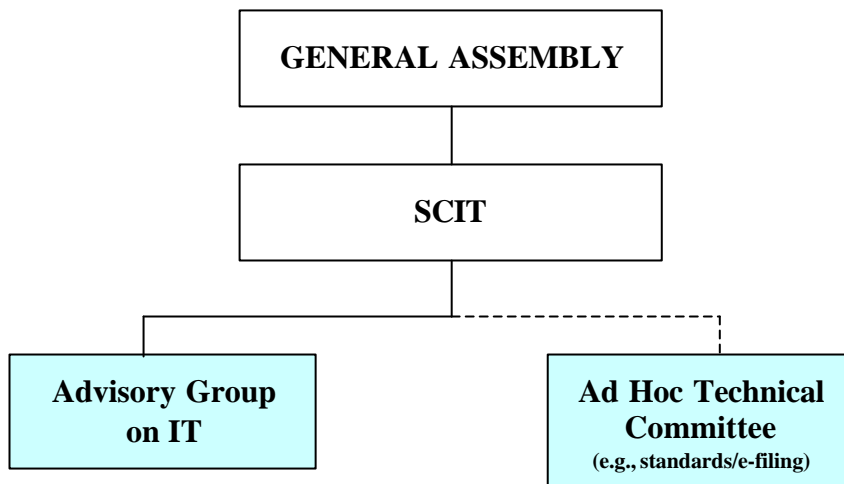 GENERAL ASSEMBLY
SCIT
Advisory Group
on IT
Ad Hoc Technical
Committee
(e.g., standards/e-filing)